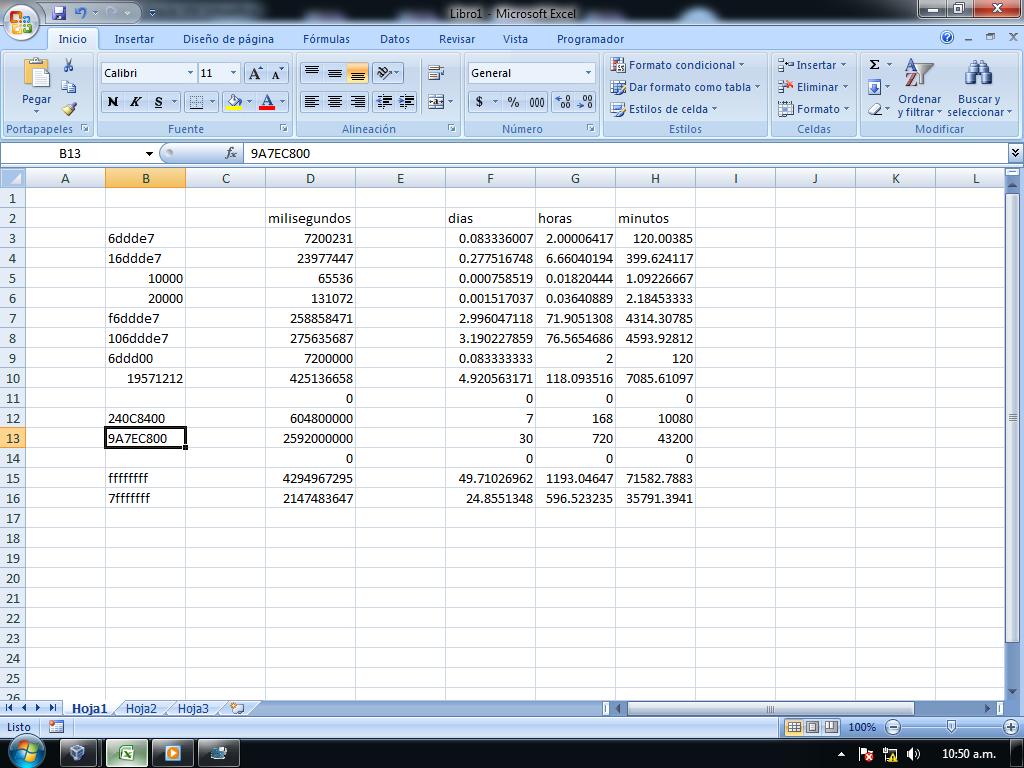 Libro1 - Microsoft Excel
Inicio Insertar Diseño de página Fórmulas Datos Revisar Vista Programador
Pegar
Portapapeles
Calibri 11
N K S
Fuente
Alineación
General
$ % 000
Número
Formato condicional
Dar formato como tabla
Estilos de celda
Estilos
Insertar
Eliminar
Formato
Celdas
Σ
Ordenar y filtrar
Buscar y seleccionar
Modificar
B13 fx 9A7EC800
A B C D E F G H I J K L
1
2 milisegundos dias horas minutos
3 6ddde7 7200231 0.083336007 2.00006417 120.00385
4 16ddde7 23977447 0.277516748 6.66040194 399.624117
5 10000 65536 0.000758519 0.01820444 1.09226667
6 20000 131072 0.001517037 0.03640889 2.18453333
7 f6ddde7 258858471 2.996047118 71.9051308 4314.30785
8 106ddde7 275635687 3.190227859 76.5654686 4593.92812
9 6ddd00 7200000 0.083333333 2 120
10 19571212 425136658 4.920563171 118.093516 7085.61097
11 0 0 0 0
12 240C8400 604800000 7 168 10080
13 9A7EC800 2592000000 30 720 43200
14 0 0 0 0
15 ffffffff 4294967295 49.71026962 1193.04647 71582.7883
16 7fffffff 2147483647 24.8551348 596.523235 35791.3941
17
18
19
20
21
22
23
24
25
26
Hoja1 Hoja2 Hoja3
Listo 100%
10:50 a.m.